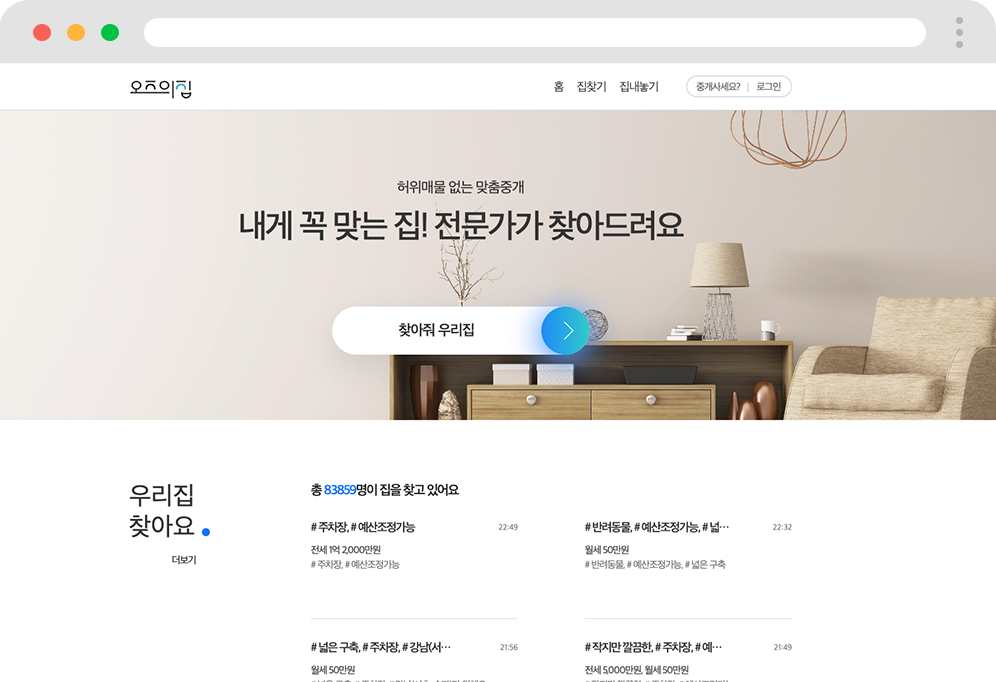 오즈의집
홈 집찾기 집내놓기 중개사세요? | 로그인
허위매물 없는 맞춤중개
내게 꼭 맞는 집! 전문가가 찾아드려요
찾아줘 우리집
우리집
찾아요
더보기
총 83859명이 집을 찾고 있어요
# 주차장, # 예산조정가능 22:49
전세 1억 2,000만원
# 주차장, # 예산조정가능
# 반려동물, # 예산조정가능, # 넓··· 22:32
월세 50만원
# 반려동물, # 예산조정가능, # 넓은 구축
# 넓은 구축, # 주차장, # 강남(서··· 21:56
월세 50만원
# 작지만 깔끔한, # 주차장, # 예··· 21:49
전세 5,000만원, 월세 50만원